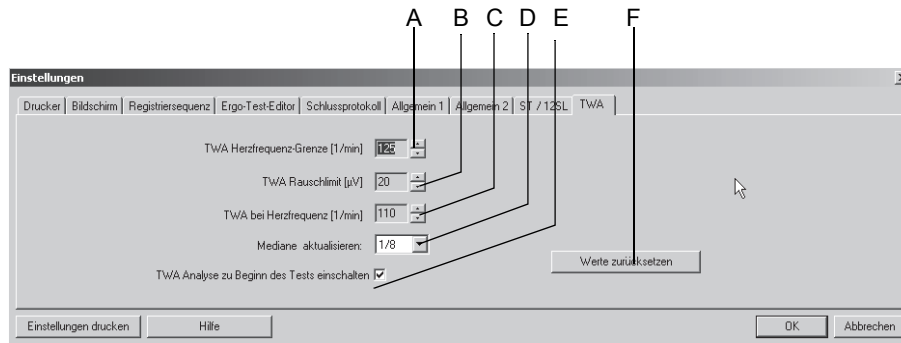 A B C D E F
Einstellungen
Drucker Bildschirm Registriersequenz Ergo-Test-Editor Schlussprotokoll Allgemein 1 Allgemein 2 ST / 12SL TWA
TWA Herzfrequenz-Grenze [1/min] 125
TWA Rauschlimit [µV] 20
TWA bei Herzfrequenz [1/min] 110
Mediane aktualisieren: 1/8
Werte zurücksetzen
TWA Analyse zu Beginn des Tests einschalten
Einstellungen drucken Hilfe OK Abbrechen